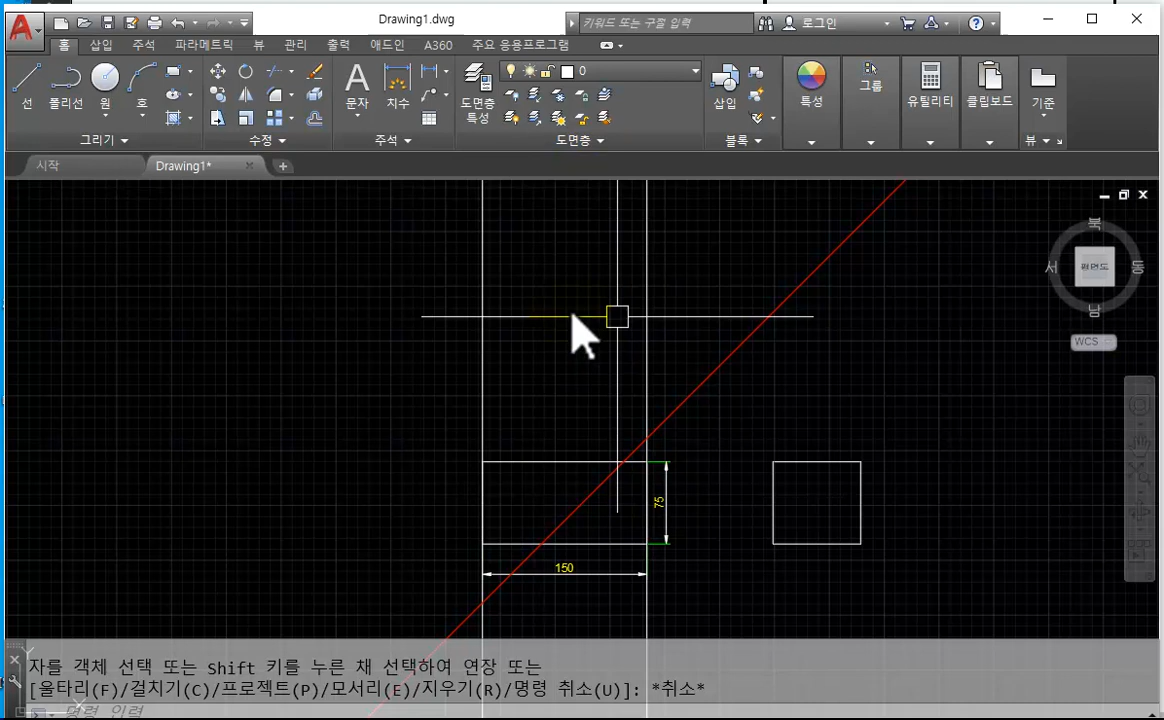 Drawing1.dwg
키워드 또는 구절 입력
로그인
홈 삽입 주석 파라메트릭 뷰 관리 출력 애드인 A360 주요 응용프로그램
선 폴리선 원 호
문자 치수
도면층 특성
0
삽입 특성 그룹 유틸리티 클립보드 기준
그리기 수정 주석 도면층 블록 뷰
시작 Drawing1*
북
서 평면도 동
남
WCS
75
150
자를 객체 선택 또는 Shift 키를 누른 채 선택하여 연장 또는
[울타리(F)/걸치기(C)/프로젝트(P)/모서리(E)/지우기(R)/명령 취소(U)]: *취소*
명령 입력